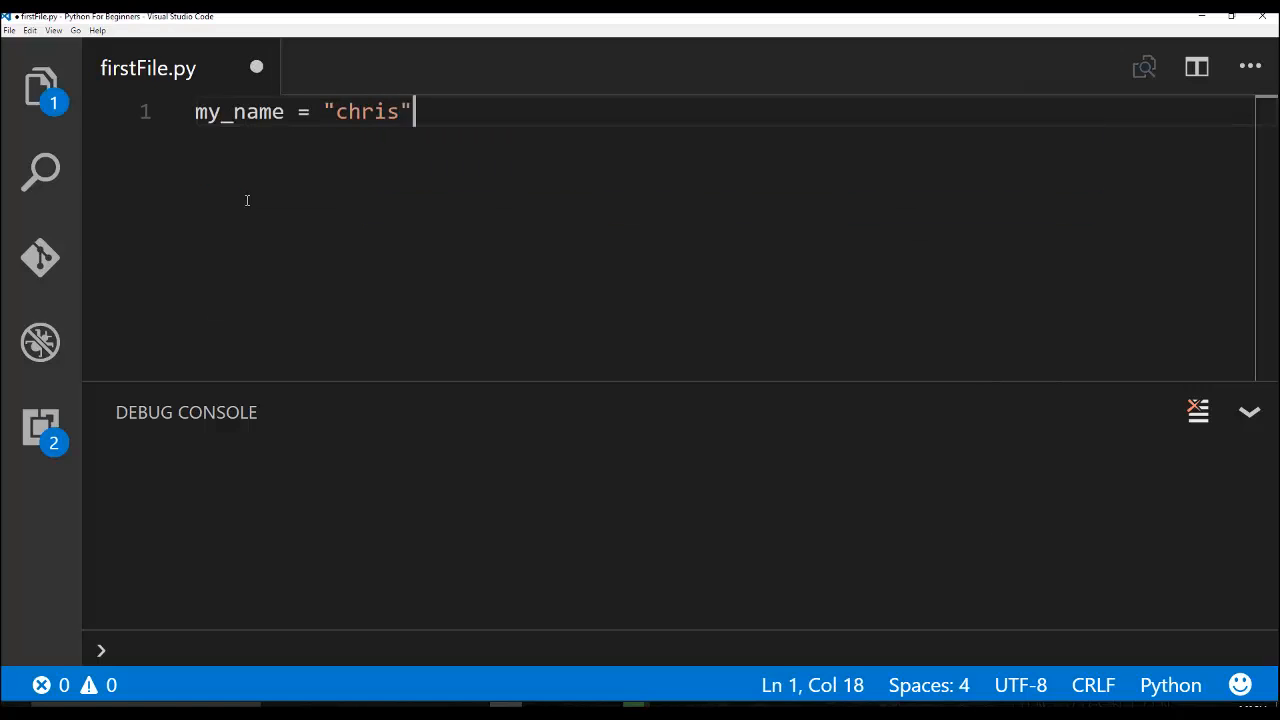 firstFile.py - Python For Beginners - Visual Studio Code
File Edit View Go Help
firstFile.py
1 my_name = "chris"
1
2
DEBUG CONSOLE
0 0 Ln 1, Col 18 Spaces: 4 UTF-8 CRLF Python